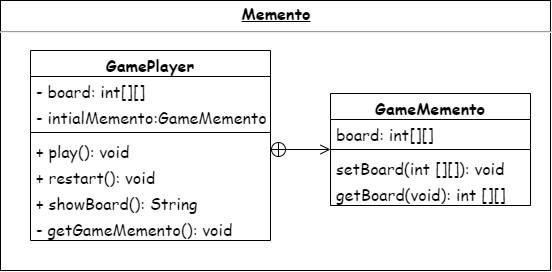 Memento
GamePlayer
- board: int[][]
- intialMemento:GameMemento
+ play(): void
+ restart(): void
+ showBoard(): String
- getGameMemento(): void
GameMemento
board: int[][]
setBoard(int [][]): void
getBoard(void): int [][]